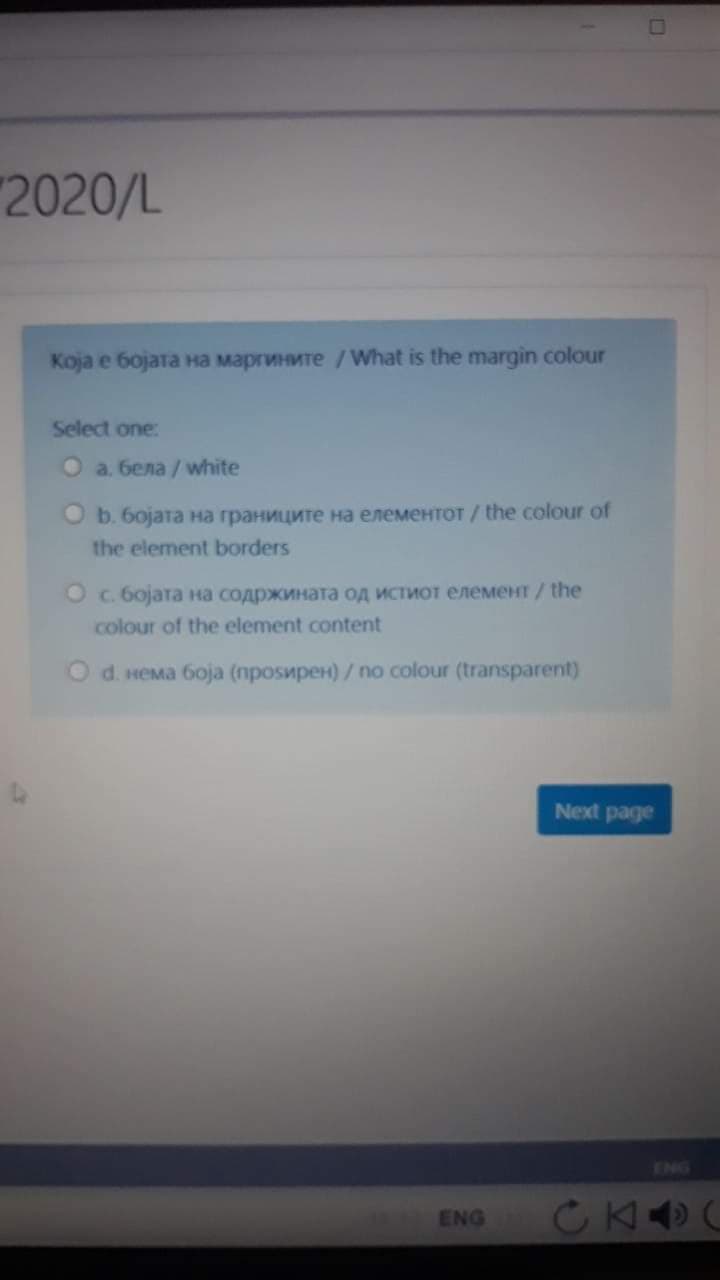 /2020/L
Која е бојата на маргините / What is the margin colour
Select one:
a. бела / white
b. бојата на границите на елементот / the colour of
the element borders
c. бојата на содржината од истиот елемент / the
colour of the element content
d. нема боја (проѕирен) / no colour (transparent)
Next page
ENG
ENG